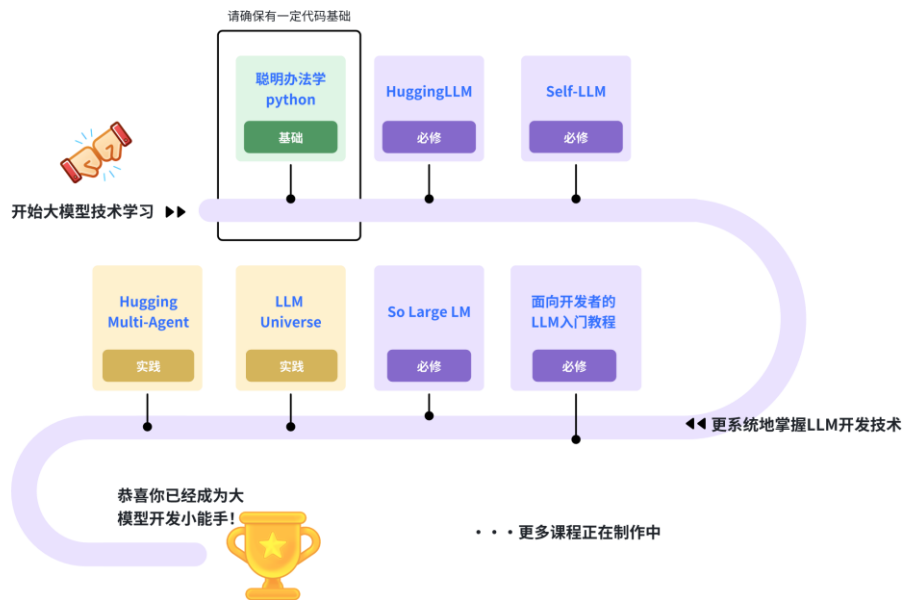 请确保有一定代码基础
聪明办法学
python
基础
HuggingLLM
必修
Self-LLM
必修
开始大模型技术学习
Hugging
Multi-Agent
实践
LLM
Universe
实践
So Large LM
必修
面向开发者的
LLM入门教程
必修
更系统地掌握LLM开发技术
恭喜你已经成为大
模型开发小能手！
···更多课程正在制作中